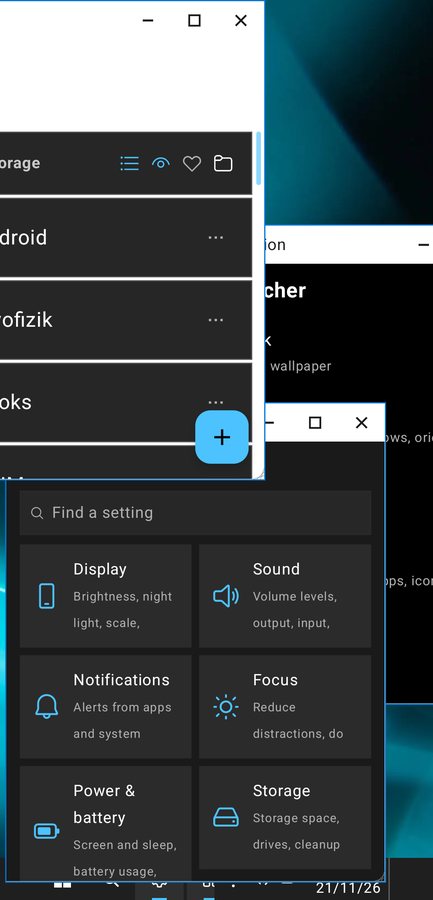 orage
droid
rofizik
oks
ion
cher
k
wallpaper
ows, orie
ops, icon
Find a setting
Display
Brightness, night
light, scale,
Sound
Volume levels,
output, input,
Notifications
Alerts from apps
and system
Focus
Reduce
distractions, do
Power &
battery
Screen and sleep,
battery usage,
Storage
Storage space,
drives, cleanup
21/11/26